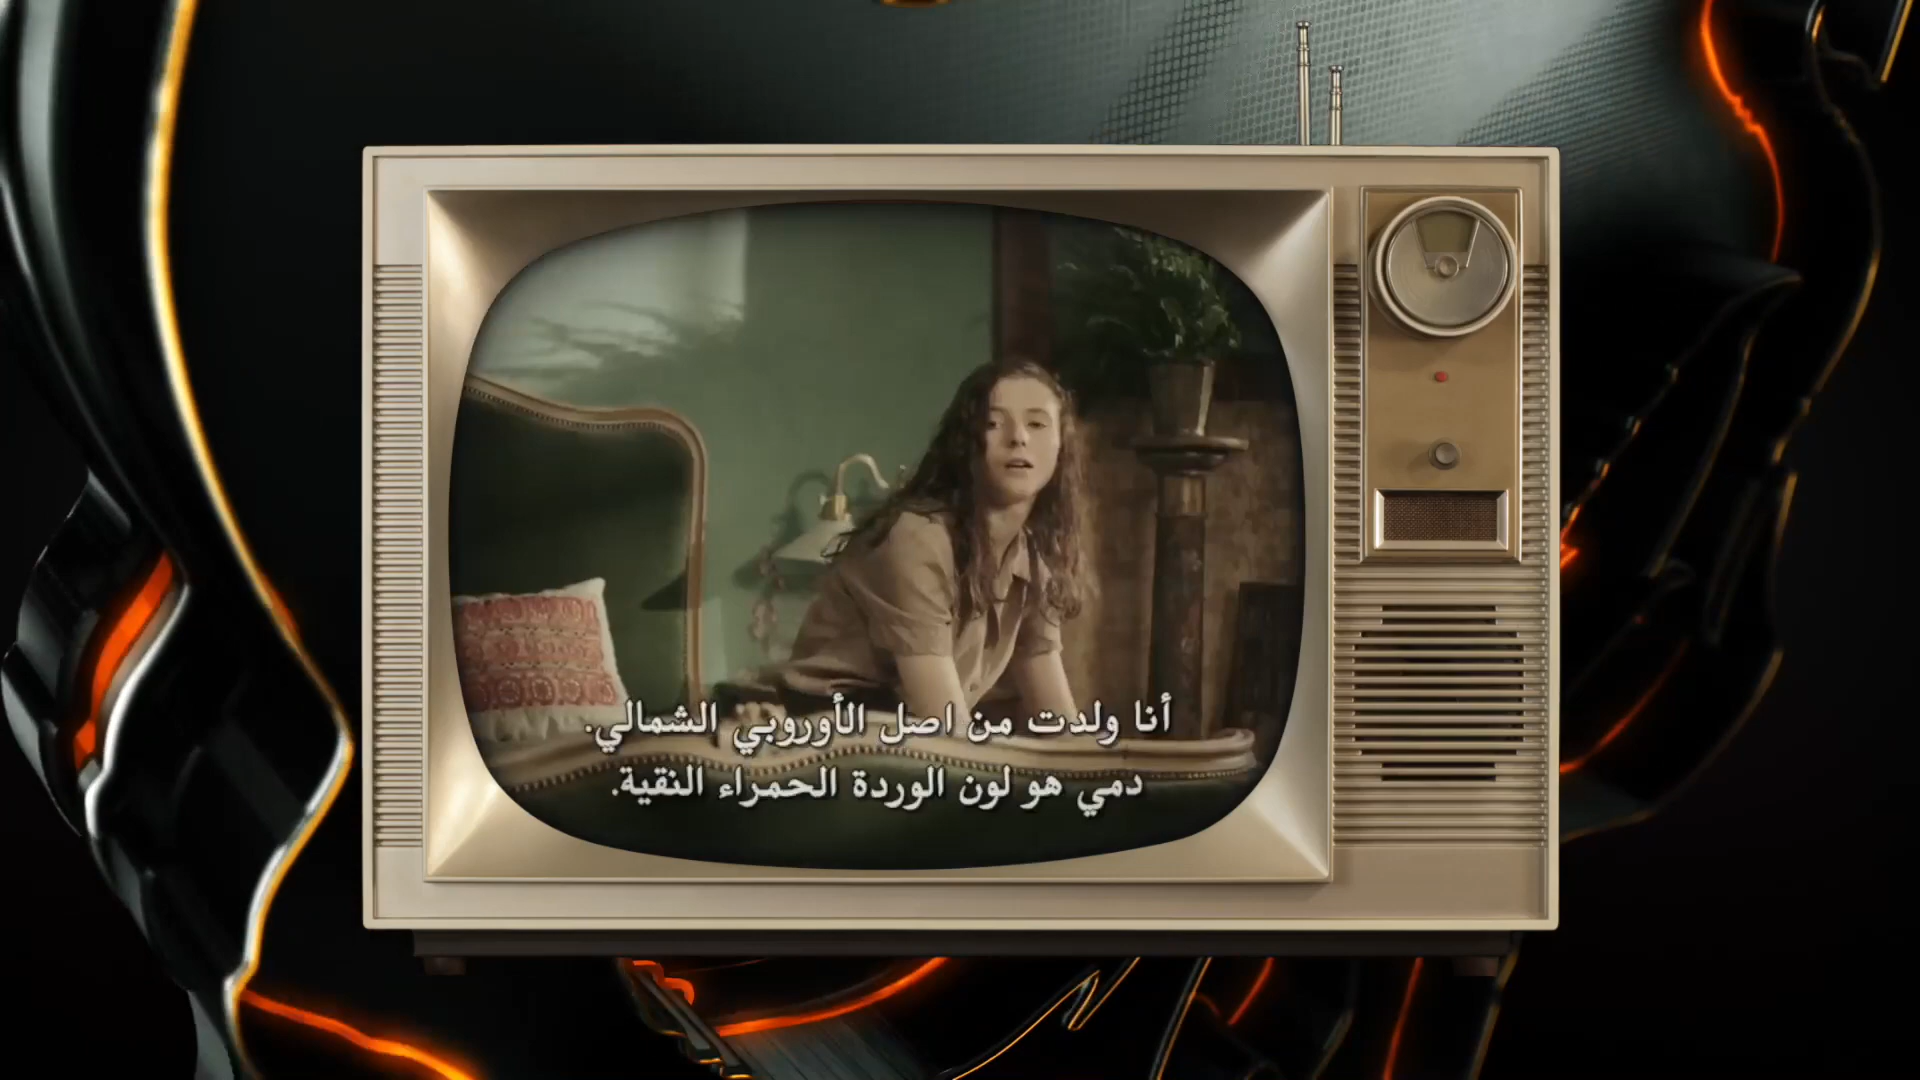 أنا ولدت من اصل الأوروبي الشمالي.
دمي هو لون الوردة الحمراء النقية.